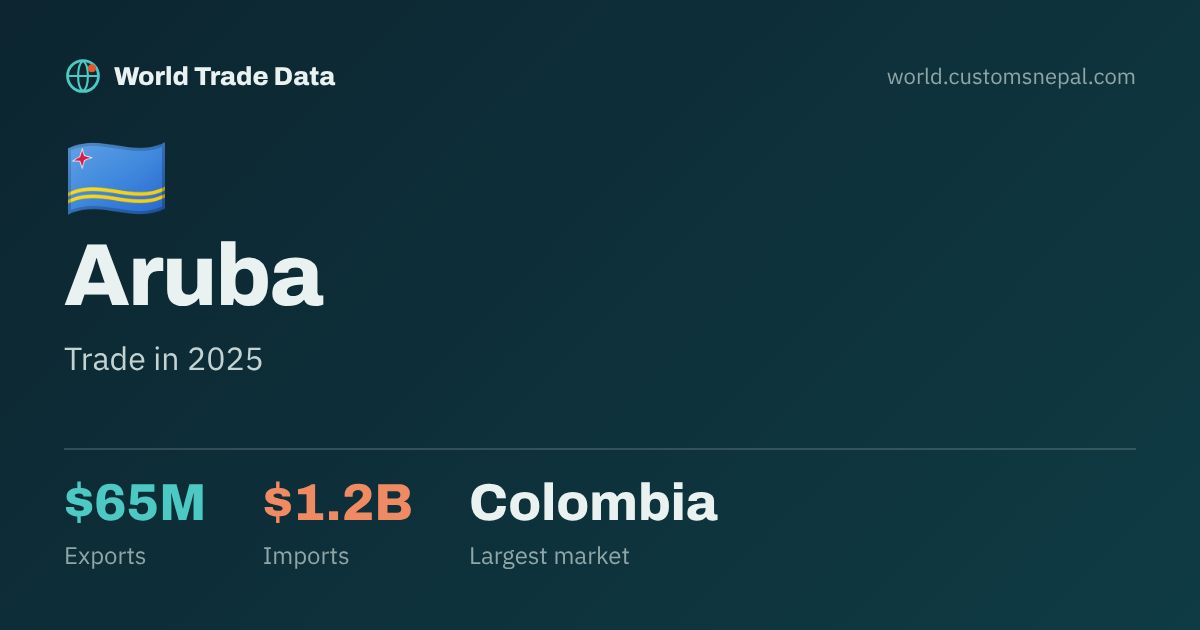 World Trade Data
world.customsnepal.com
Aruba
Trade in 2025
$65M
Exports
$1.2B
Imports
Colombia
Largest market